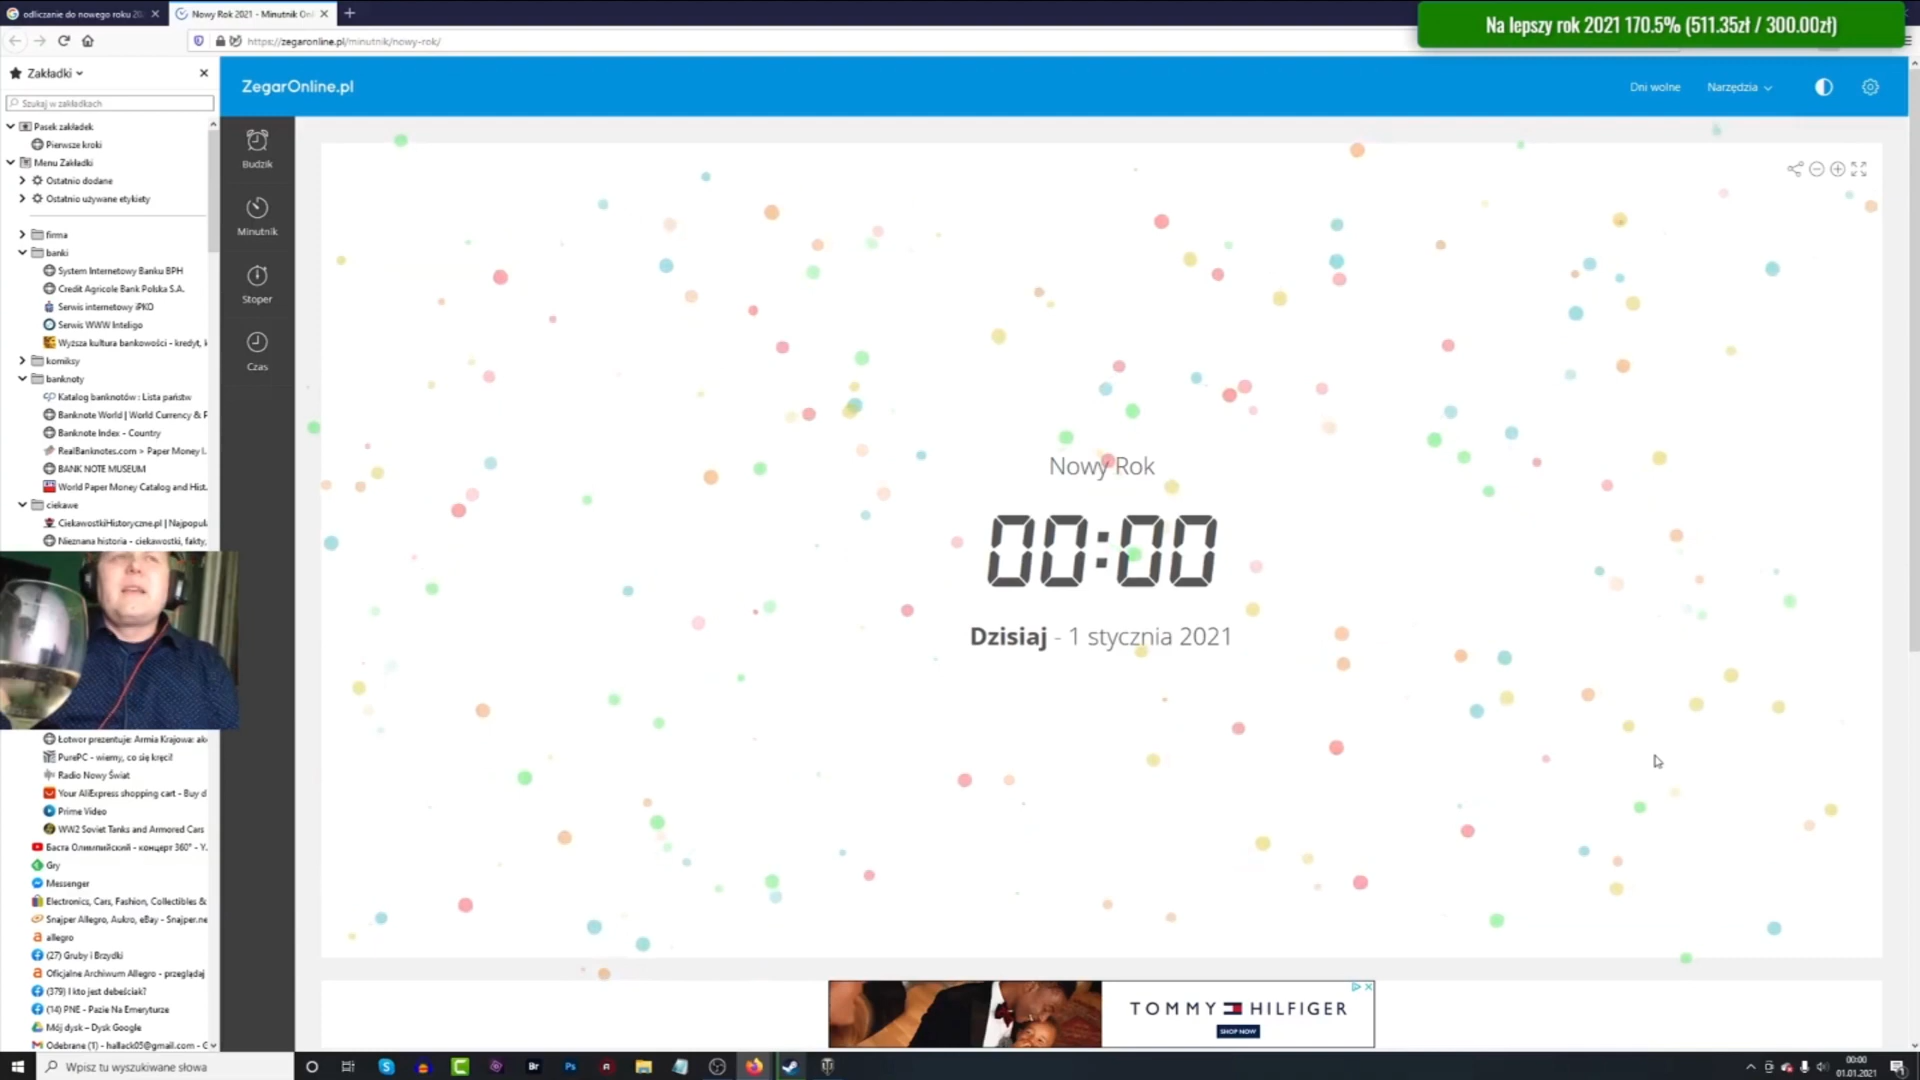 odliczanie do nowego roku 20
Nowy Rok 2021 - Minutnik Onl
Na lepszy rok 2021 170.5% (511.35zł / 300.00zł)
https://zegaronline.pl/minutnik/nowy-rok/
Zakładki
ZegarOnline.pl
Dni wolne
Narzędzia
Szukaj w zakładkach
Pasek zakładek
Pierwsze kroki
Menu Zakładki
Ostatnio dodane
Ostatnio używane etykiety
firma
banki
System Internetowy Banku BPH
Credit Agricole Bank Polska S.A.
Serwis internetowy iPKO
Serwis WWW Inteligo
Wyższa kultura bankowości - kredyt, k
komiksy
banknoty
Katalog banknotów : Lista państw
Banknote World | World Currency & P
Banknote Index - Country
RealBanknotes.com > Paper Money I.
BANK NOTE MUSEUM
World Paper Money Catalog and Hist.
ciekawe
CiekawostkiHistoryczne.pl | Najpopul
Nieznana historia - ciekawostki, fakty,
Łotwor prezentuje: Armia Krajowa: ak
PurePC - wiemy, co się kręci!
Radio Nowy Świat
Your AliExpress shopping cart - Buy d
Prime Video
WW2 Soviet Tanks and Armored Cars
Баста Олимпийский - концерт 360° - Y.
Gry
Messenger
Electronics, Cars, Fashion, Collectibles &
Snajper Allegro, Aukro, eBay - Snajper.ne
allegro
(27) Gruby i Brzydki
Oficjalne Archiwum Allegro - przeglądaj
(379) I kto jest debeściak?
(14) PNE - Pazie Na Emeryturze
Mój dysk – Dysk Google
Odebrane (1) - hallack05@gmail.com - G
Budzik
Minutnik
Stoper
Czas
Nowy Rok
00:00
Dzisiaj - 1 stycznia 2021
TOMMY HILFIGER
SHOP NOW
Wpisz tu wyszukiwane słowa
Br
Ps
00:00
01.01.2021